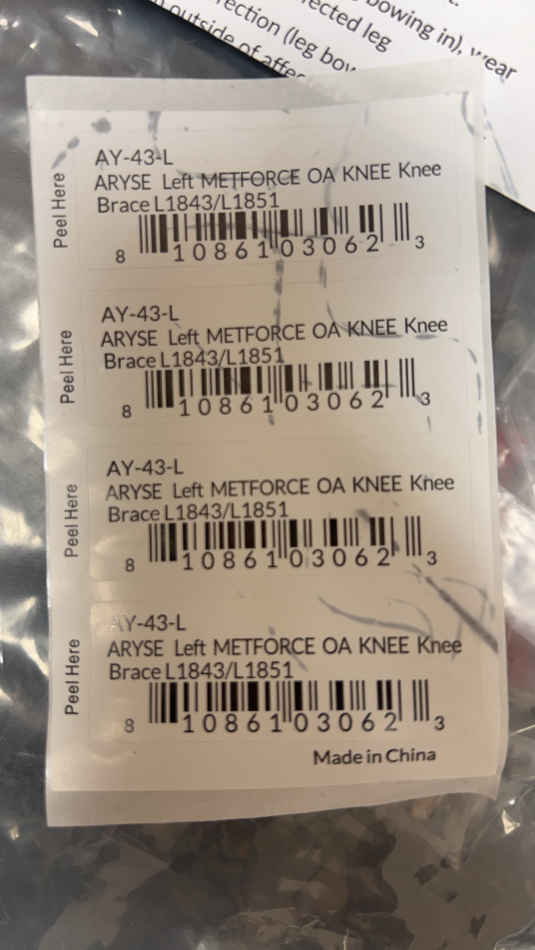 bowing in), wear
ected leg
ection (leg bow
outside of affec
Peel Here
AY-43-L
ARYSE Left METFORCE OA KNEE Knee
Brace L1843/L1851
8 10861 03062 3
Peel Here
AY-43-L
ARYSE Left METFORCE OA KNEE Knee
Brace L1843/L1851
8 10861 03062 3
Peel Here
AY-43-L
ARYSE Left METFORCE OA KNEE Knee
Brace L1843/L1851
8 10861 03062 3
Peel Here
AY-43-L
ARYSE Left METFORCE OA KNEE Knee
Brace L1843/L1851
8 10861 03062 3
Made in China